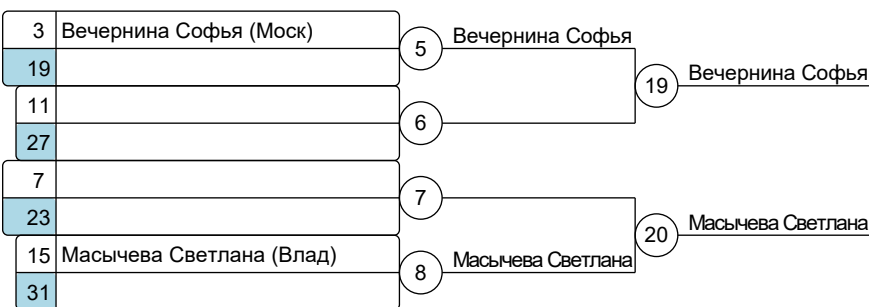 3 Вечернина Софья (Моск)
5 Вечернина Софья
19
19 Вечернина Софья
11
6
27
7
7
23
20 Масычева Светлана
15 Масычева Светлана (Влад)
8 Масычева Светлана
31